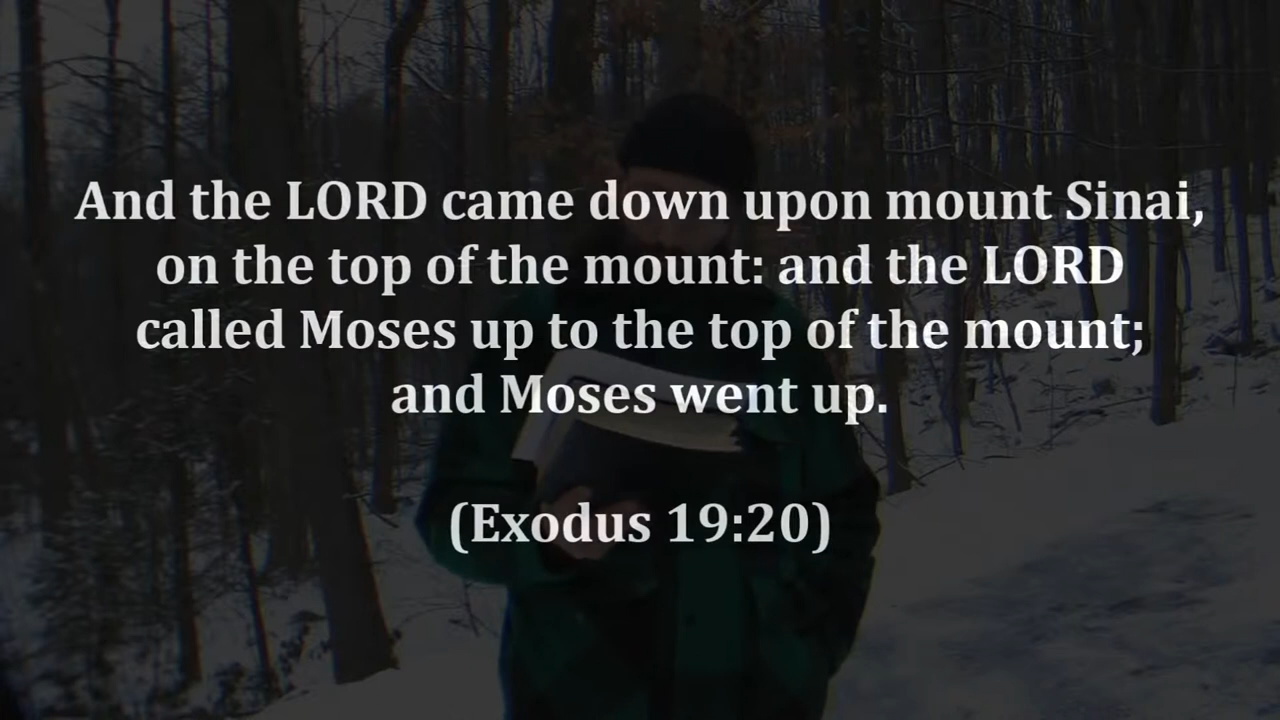 And the LORD came down upon mount Sinai,
on the top of the mount: and the LORD
called Moses up to the top of the mount;
and Moses went up.
(Exodus 19:20)